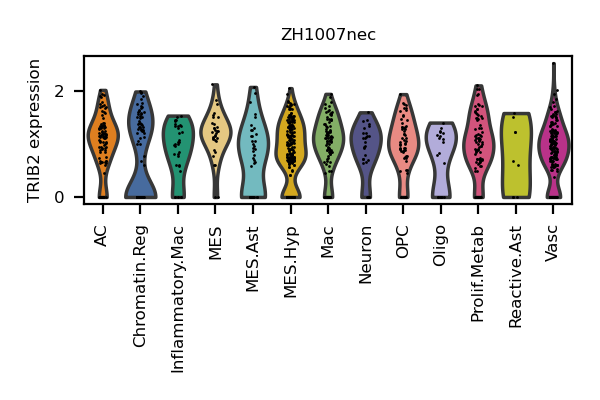 ZH1007nec
TRIB2 expression
2
0
AC
Chromatin.Reg
Inflammatory.Mac
MES
MES.Ast
MES.Hyp
Mac
Neuron
OPC
Oligo
Prolif.Metab
Reactive.Ast
Vasc